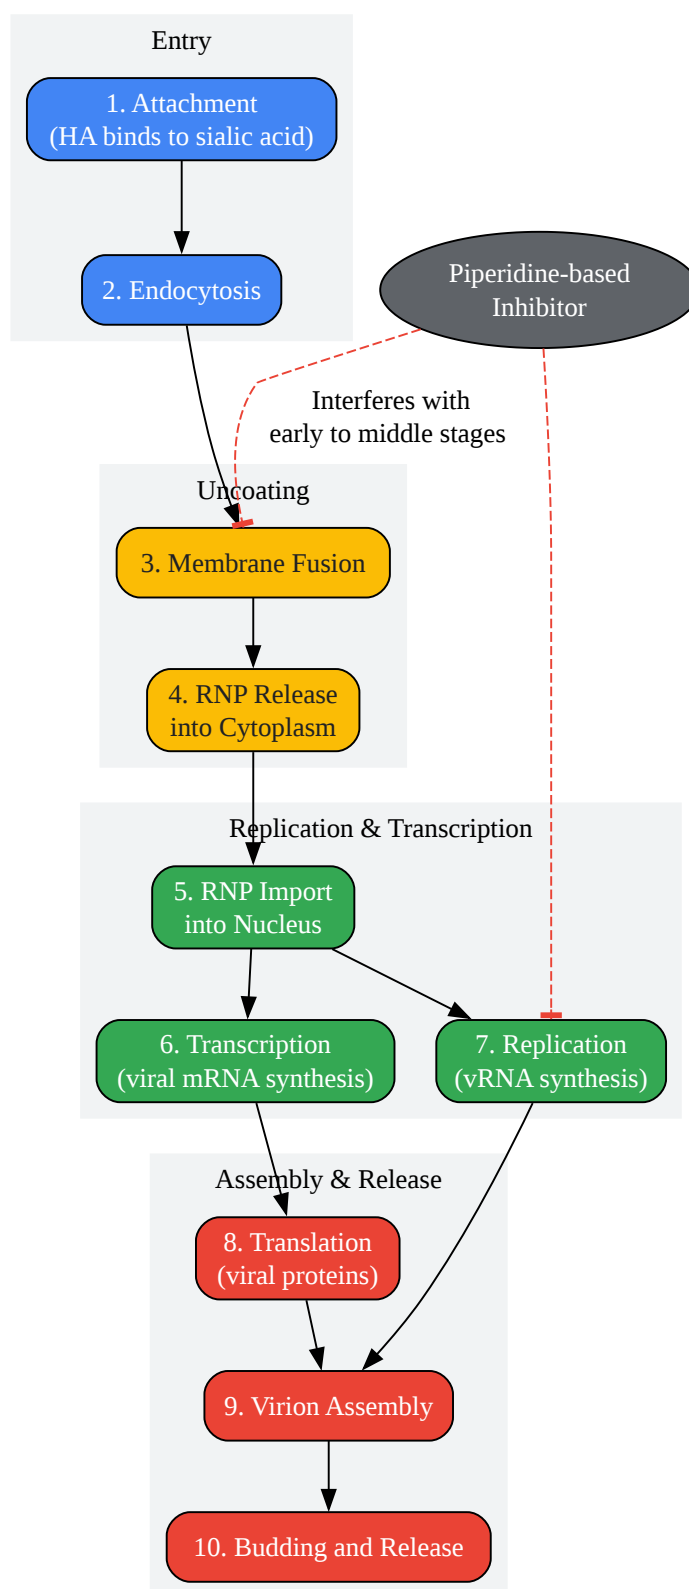 Entry
1. Attachment
(HA binds to sialic acid)
2. Endocytosis
Piperidine-based
Inhibitor
Interferes with
early to middle stages
Uncoating
3. Membrane Fusion
4. RNP Release
into Cytoplasm
Replication & Transcription
5. RNP Import
into Nucleus
6. Transcription
(viral mRNA synthesis)
7. Replication
(vRNA synthesis)
Assembly & Release
8. Translation
(viral proteins)
9. Virion Assembly
10. Budding and Release